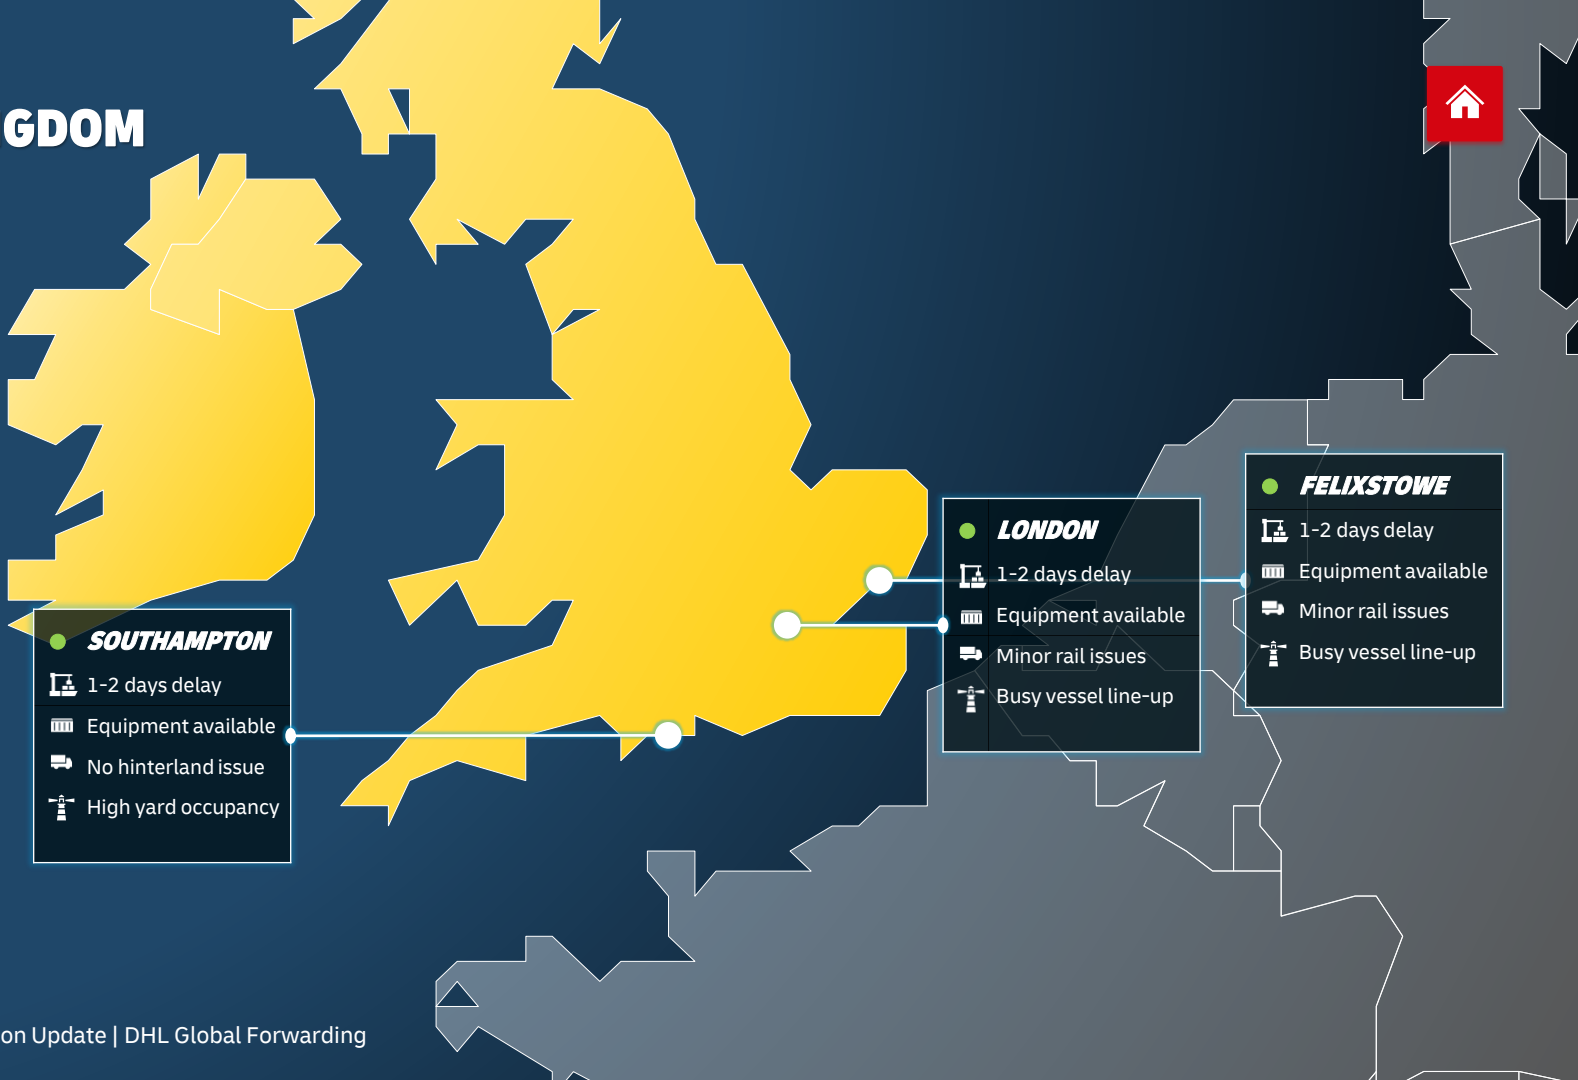 GDOM
SOUTHAMPTON
1-2 days delay
Equipment available
No hinterland issue
High yard occupancy
LONDON
1-2 days delay
Equipment available
Minor rail issues
Busy vessel line-up
FELIXSTOWE
1-2 days delay
Equipment available
Minor rail issues
Busy vessel line-up
on Update | DHL Global Forwarding